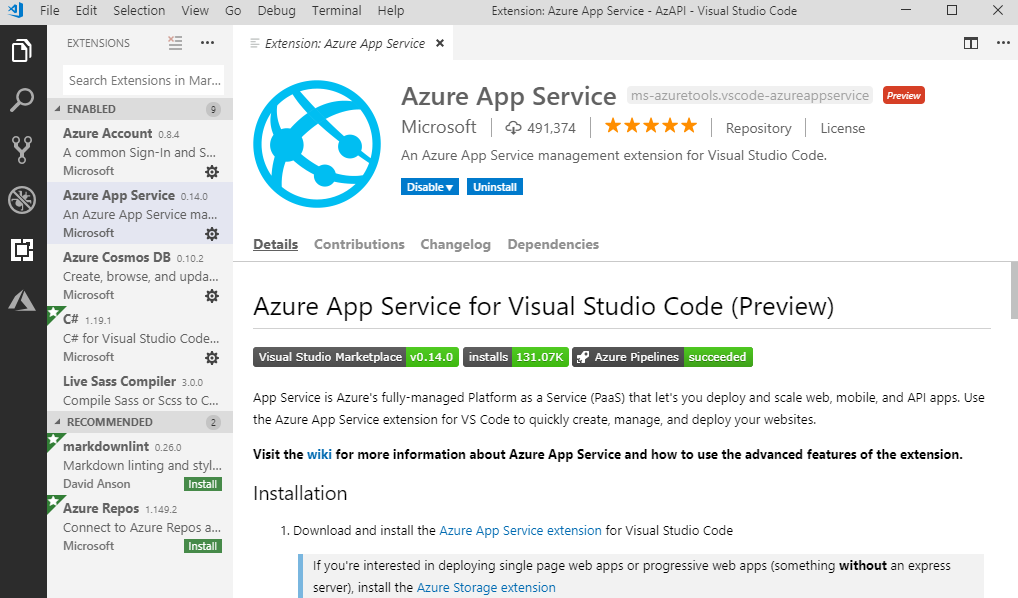 File Edit Selection View Go Debug Terminal Help Extension: Azure App Service - AzAPI - Visual Studio Code
EXTENSIONS
Search Extensions in Mar...
ENABLED 9
Azure Account 0.8.4
A common Sign-In and S...
Microsoft
Azure App Service 0.14.0
An Azure App Service ma...
Microsoft
Azure Cosmos DB 0.10.2
Create, browse, and upda...
Microsoft
C# 1.19.1
C# for Visual Studio Code...
Microsoft
Live Sass Compiler 3.0.0
Compile Sass or Scss to C...
RECOMMENDED 2
markdownlint 0.26.0
Markdown linting and styl...
David Anson Install
Azure Repos 1.149.2
Connect to Azure Repos a...
Microsoft Install
Extension: Azure App Service
Azure App Service ms-azuretools.vscode-azureappservice Preview
Microsoft 491,374 Repository License
An Azure App Service management extension for Visual Studio Code.
Disable Uninstall
Details Contributions Changelog Dependencies
Azure App Service for Visual Studio Code (Preview)
Visual Studio Marketplace v0.14.0 installs 131.07K Azure Pipelines succeeded
App Service is Azure's fully-managed Platform as a Service (PaaS) that let's you deploy and scale web, mobile, and API apps. Use
the Azure App Service extension for VS Code to quickly create, manage, and deploy your websites.
Visit the wiki for more information about Azure App Service and how to use the advanced features of the extension.
Installation
1. Download and install the Azure App Service extension for Visual Studio Code
If you're interested in deploying single page web apps or progressive web apps (something without an express
server), install the Azure Storage extension